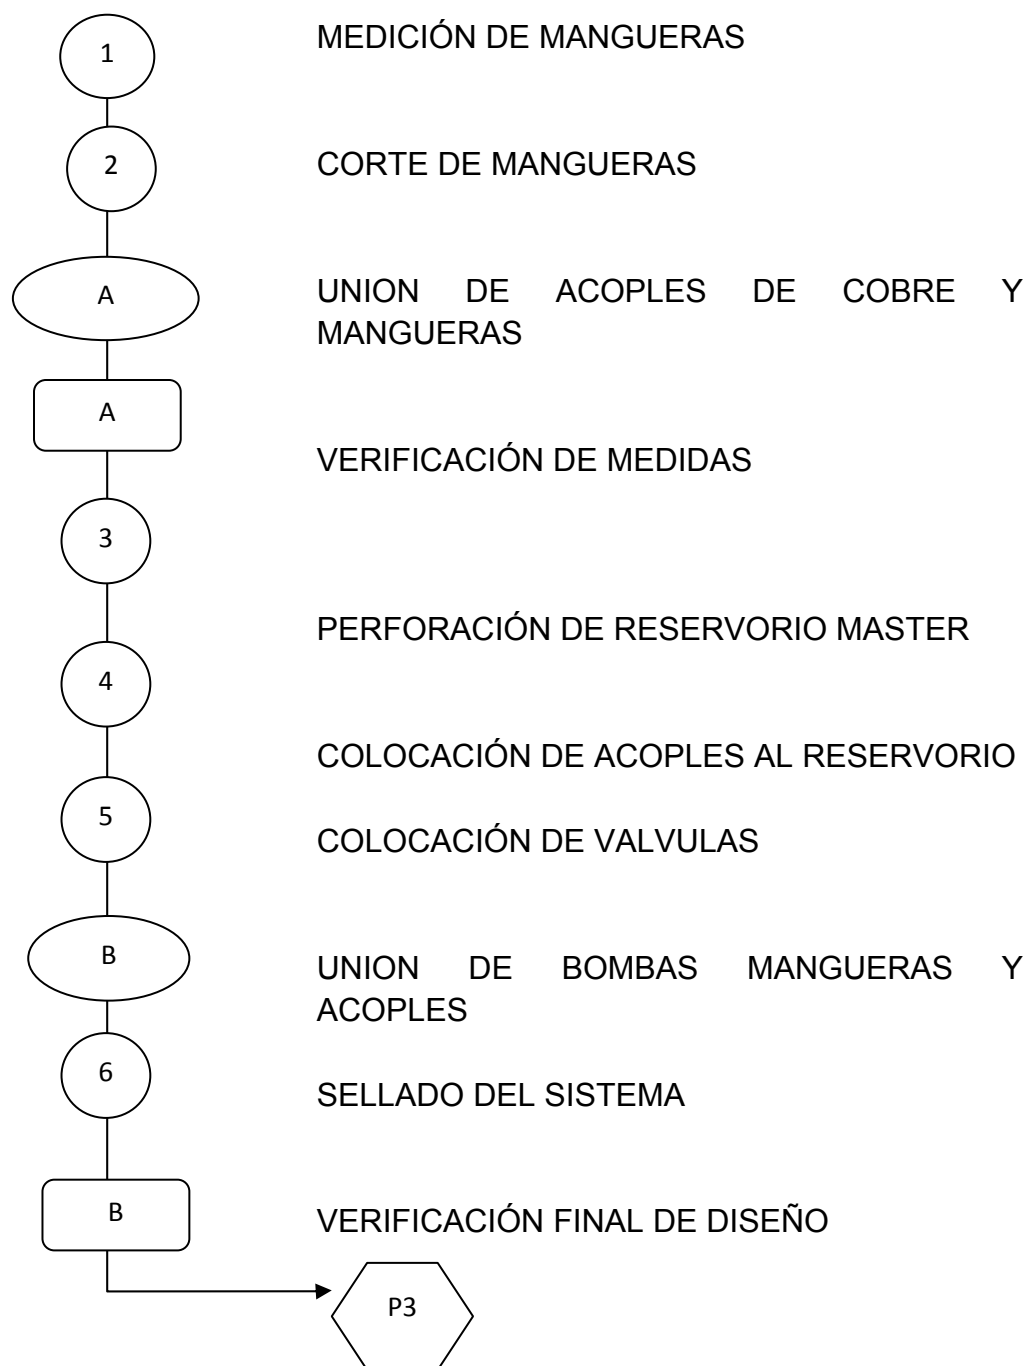 1
MEDICIÓN DE MANGUERAS
2
CORTE DE MANGUERAS
A
UNION DE ACOPLES DE COBRE Y
MANGUERAS
A
VERIFICACIÓN DE MEDIDAS
3
PERFORACIÓN DE RESERVORIO MASTER
4
COLOCACIÓN DE ACOPLES AL RESERVORIO
5
COLOCACIÓN DE VALVULAS
B
UNION DE BOMBAS MANGUERAS Y
ACOPLES
6
SELLADO DEL SISTEMA
B
VERIFICACIÓN FINAL DE DISEÑO
P3